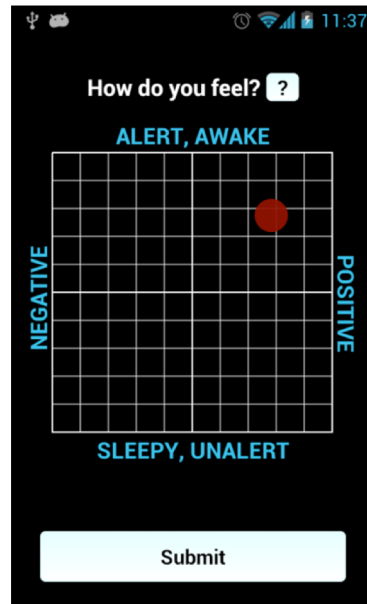 11:37
How do you feel? ?
ALERT, AWAKE
NEGATIVE
POSITIVE
SLEEPY, UNALERT
Submit